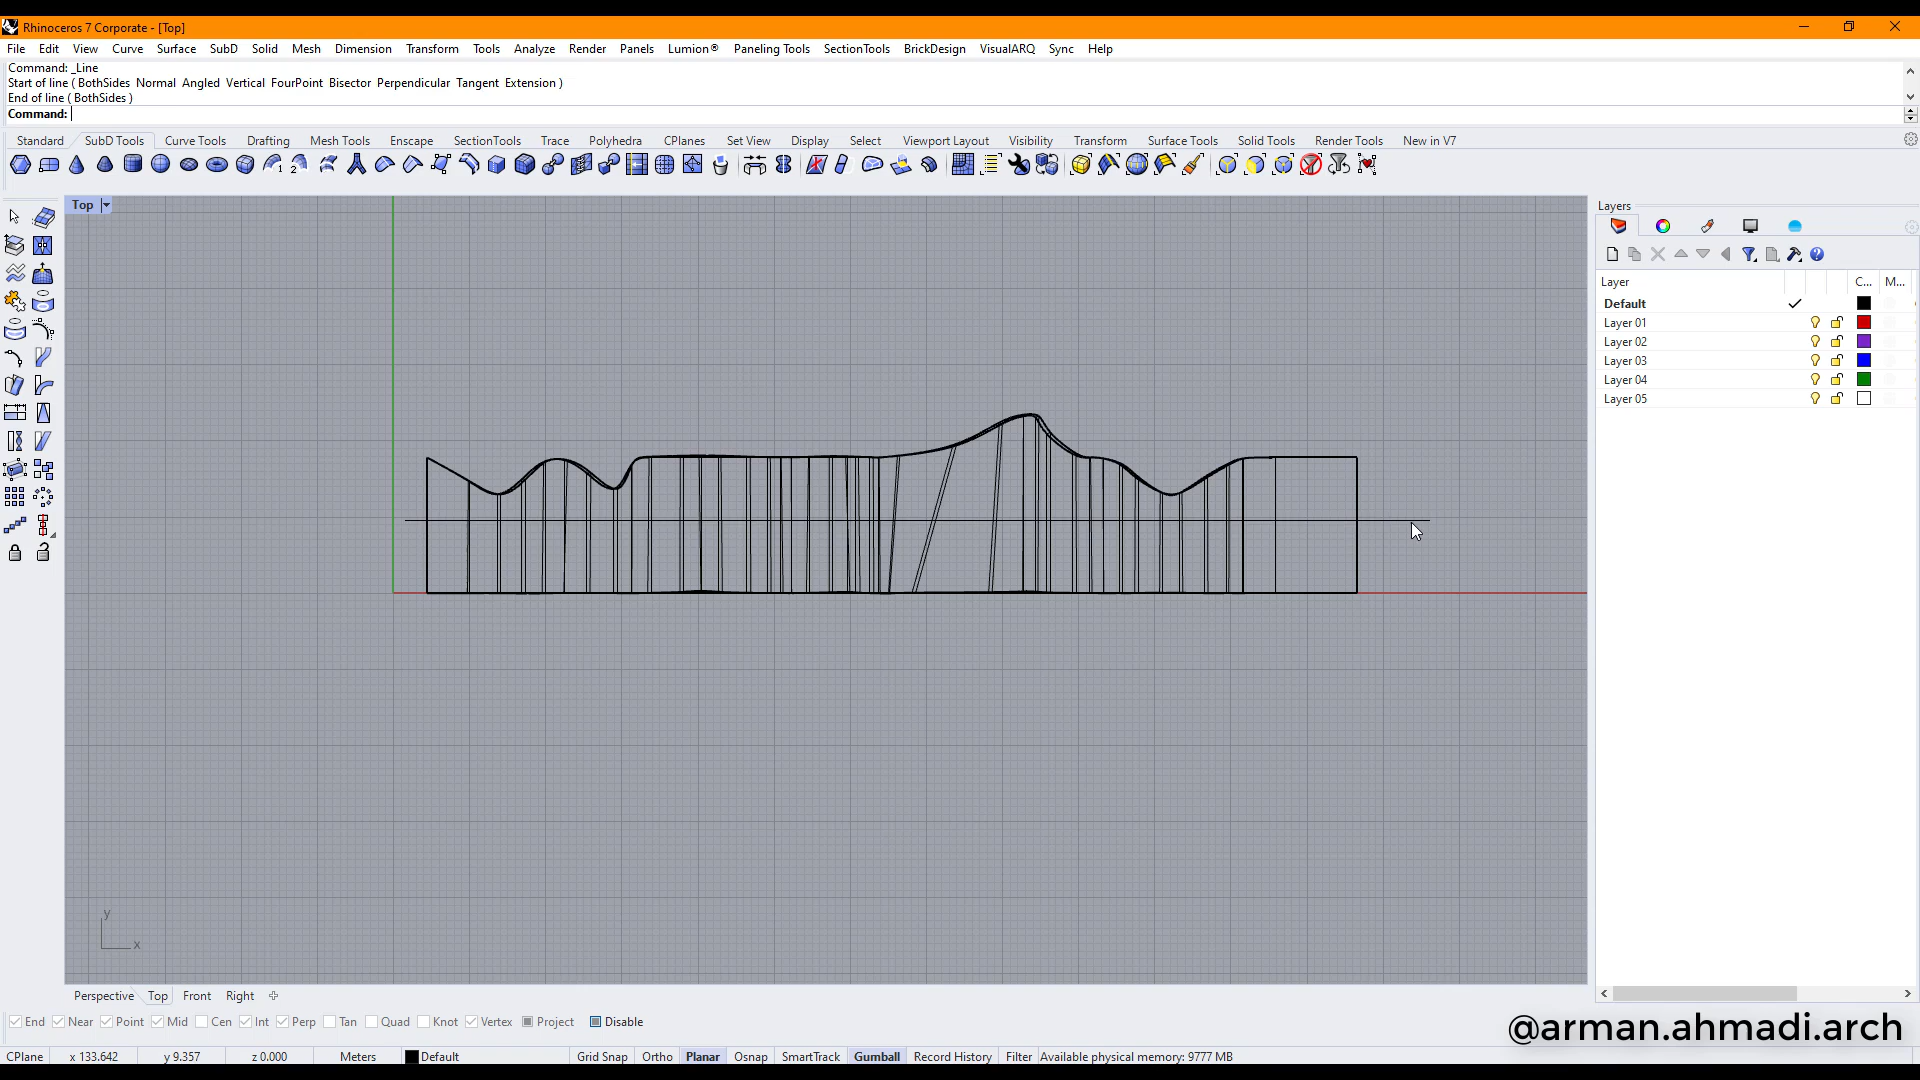 Rhinoceros 7 Corporate - [Top]
File Edit View Curve Surface SubD Solid Mesh Dimension Transform Tools Analyze Render Panels Lumion® Paneling Tools SectionTools BrickDesign VisualARQ Sync Help
Command: _Line
Start of line ( BothSides Normal Angled Vertical FourPoint Bisector Perpendicular Tangent Extension )
End of line ( BothSides )
Command:
Standard SubD Tools Curve Tools Drafting Mesh Tools Enscape SectionTools Trace Polyhedra CPlanes Set View Display Select Viewport Layout Visibility Transform Surface Tools Solid Tools Render Tools New in V7
Top
Layers
Layer C... M...
Default
Layer 01
Layer 02
Layer 03
Layer 04
Layer 05
y
x
Perspective Top Front Right
End Near Point Mid Cen Int Perp Tan Quad Knot Vertex Project Disable
@arman.ahmadi.arch
CPlane x 133.642 y 9.357 z 0.000 Meters Default Grid Snap Ortho Planar Osnap SmartTrack Gumball Record History Filter Available physical memory: 9777 MB